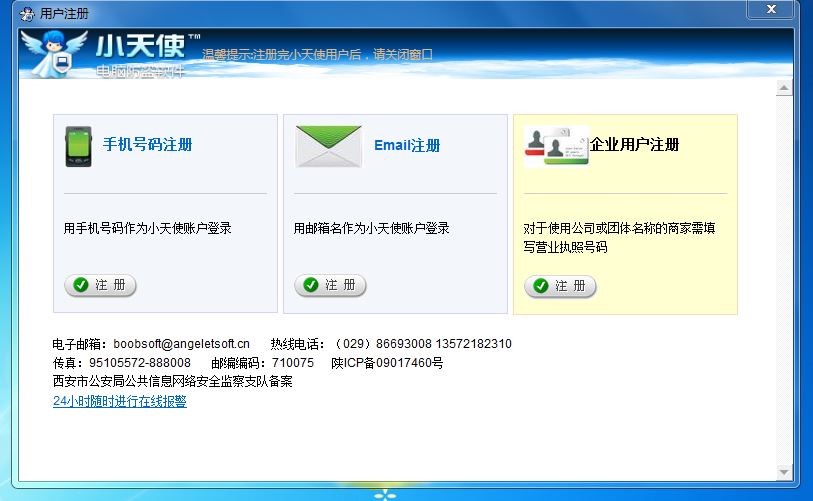 用户注册
小天使™
电脑防盗软件
温馨提示:注册完小天使用户后，请关闭窗口
手机号码注册
Email注册
企业用户注册
用手机号码作为小天使账户登录
用邮箱名作为小天使账户登录
对于使用公司或团体名称的商家需填
写营业执照号码
注 册
注 册
注 册
电子邮箱：boobsoft@angeletsoft.cn 热线电话：（029）86693008 13572182310
传真：95105572-888008 邮编编码：710075 陕ICP备09017460号
西安市公安局公共信息网络安全监察支队备案
24小时随时进行在线报警